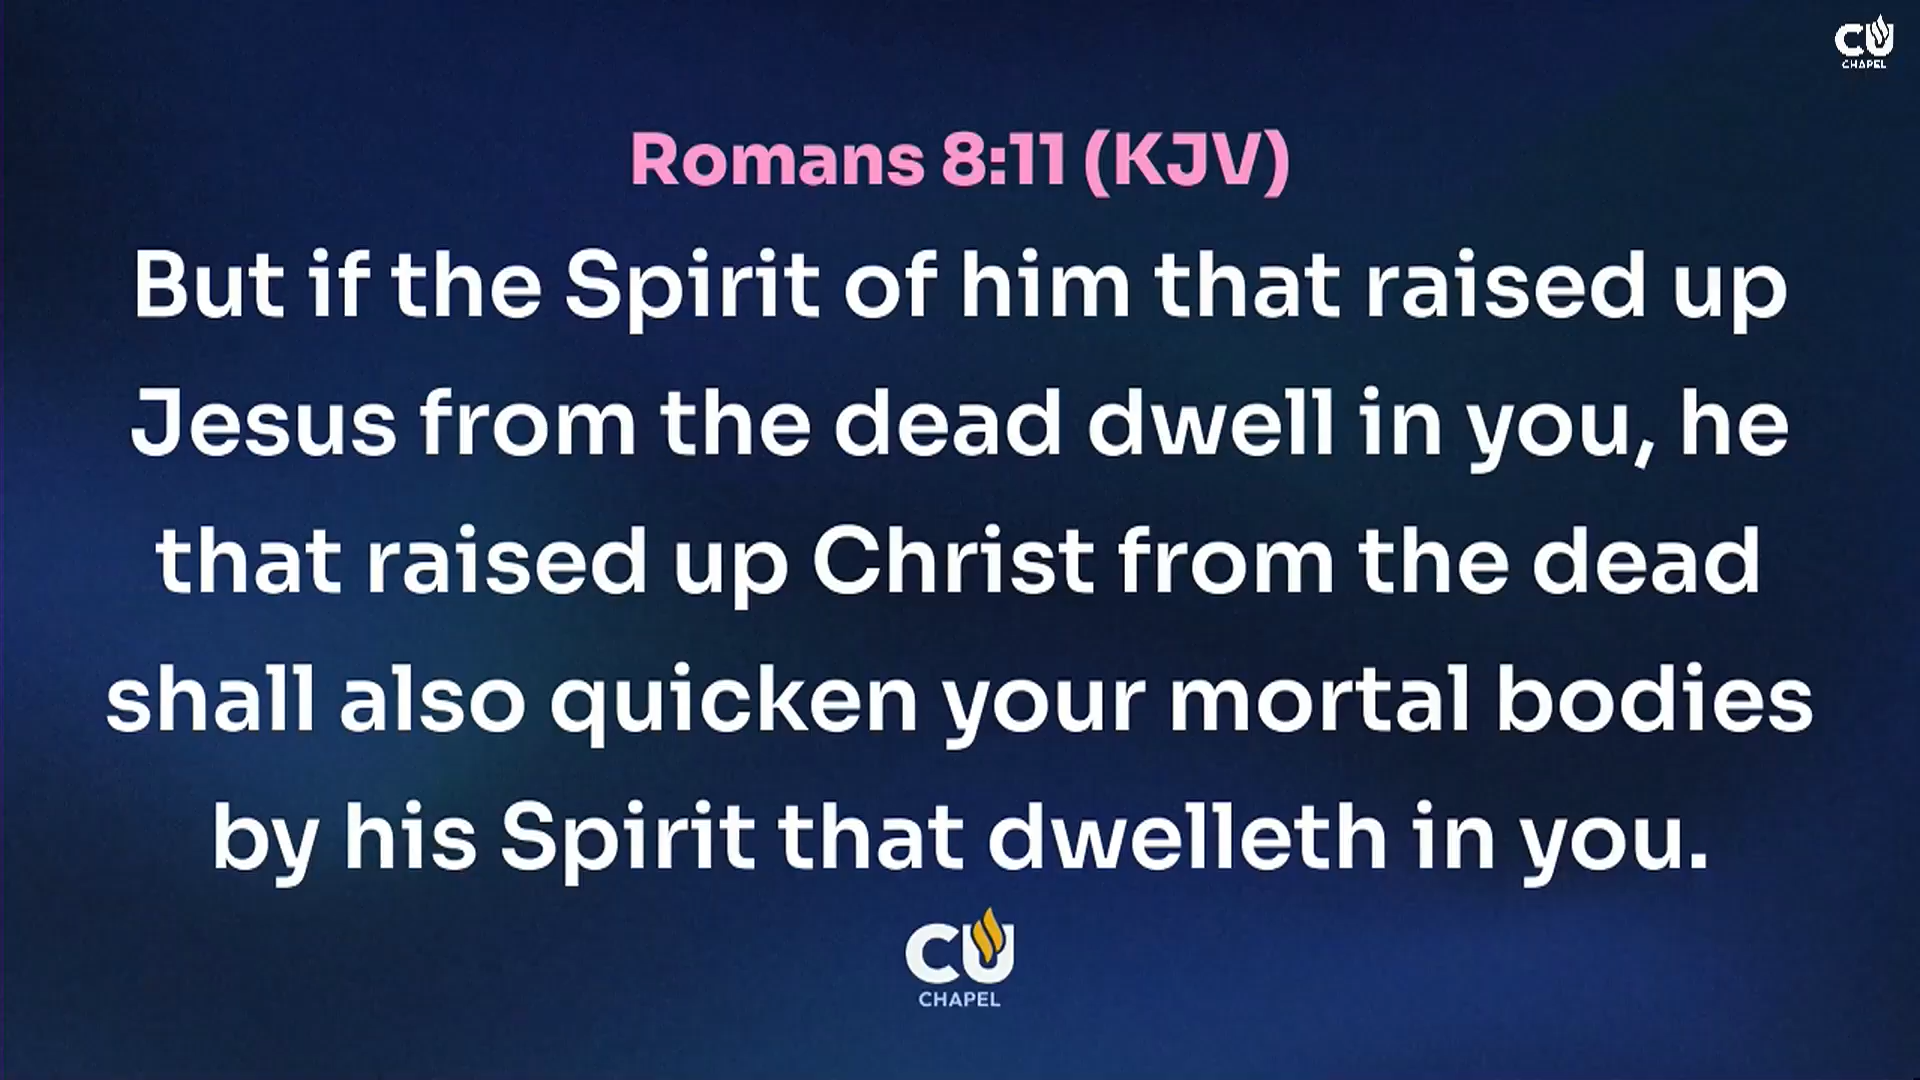 CU
CHAPEL
Romans 8:11 (KJV)
But if the Spirit of him that raised up
Jesus from the dead dwell in you, he
that raised up Christ from the dead
shall also quicken your mortal bodies
by his Spirit that dwelleth in you.
CU
CHAPEL